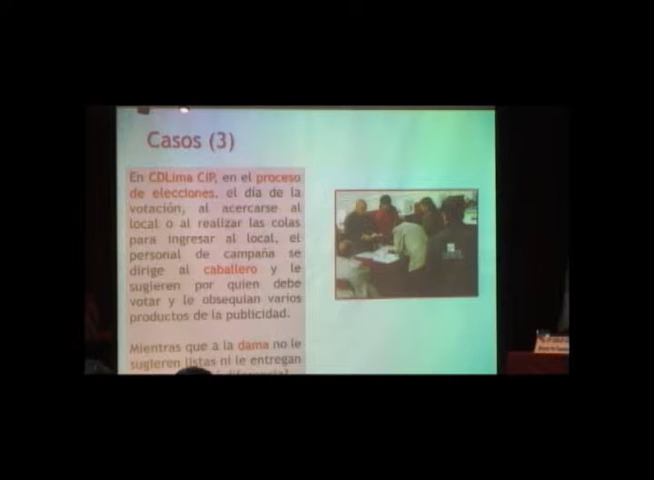 Casos (3)
En CDLima CIP, en el proceso
de elecciones, el día de la
votación, al acercarse al
local o al realizar las colas
para ingresar al local, el
personal de campaña se
dirige al caballero y le
sugieren por quien debe
votar y le obsequian varios
productos de la publicidad.
Mientras que a la dama no le
sugieren listas ni le entregan